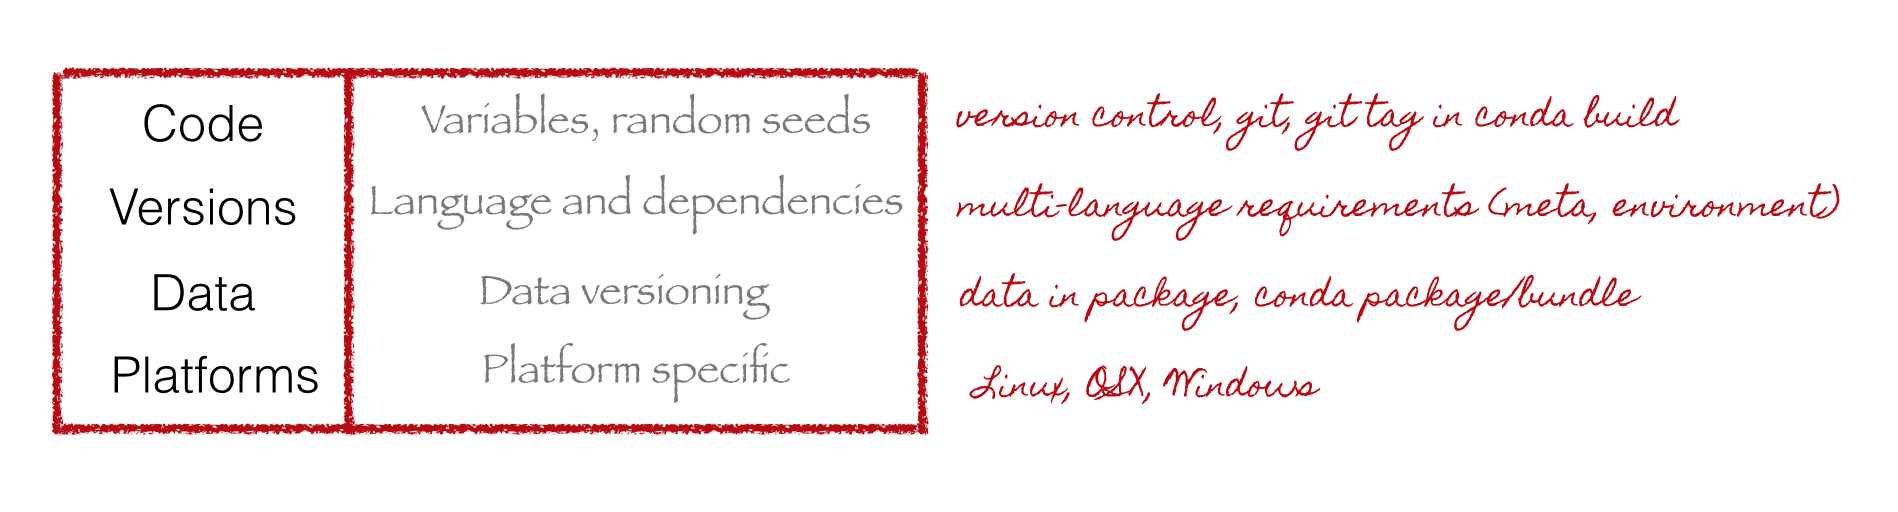 Code Variables, random seeds version control, git, git tag in conda build
Versions Language and dependencies multi-language requirements (meta, environment)
Data Data versioning data in package, conda package/bundle
Platforms Platform specific Linux, OSX, Windows